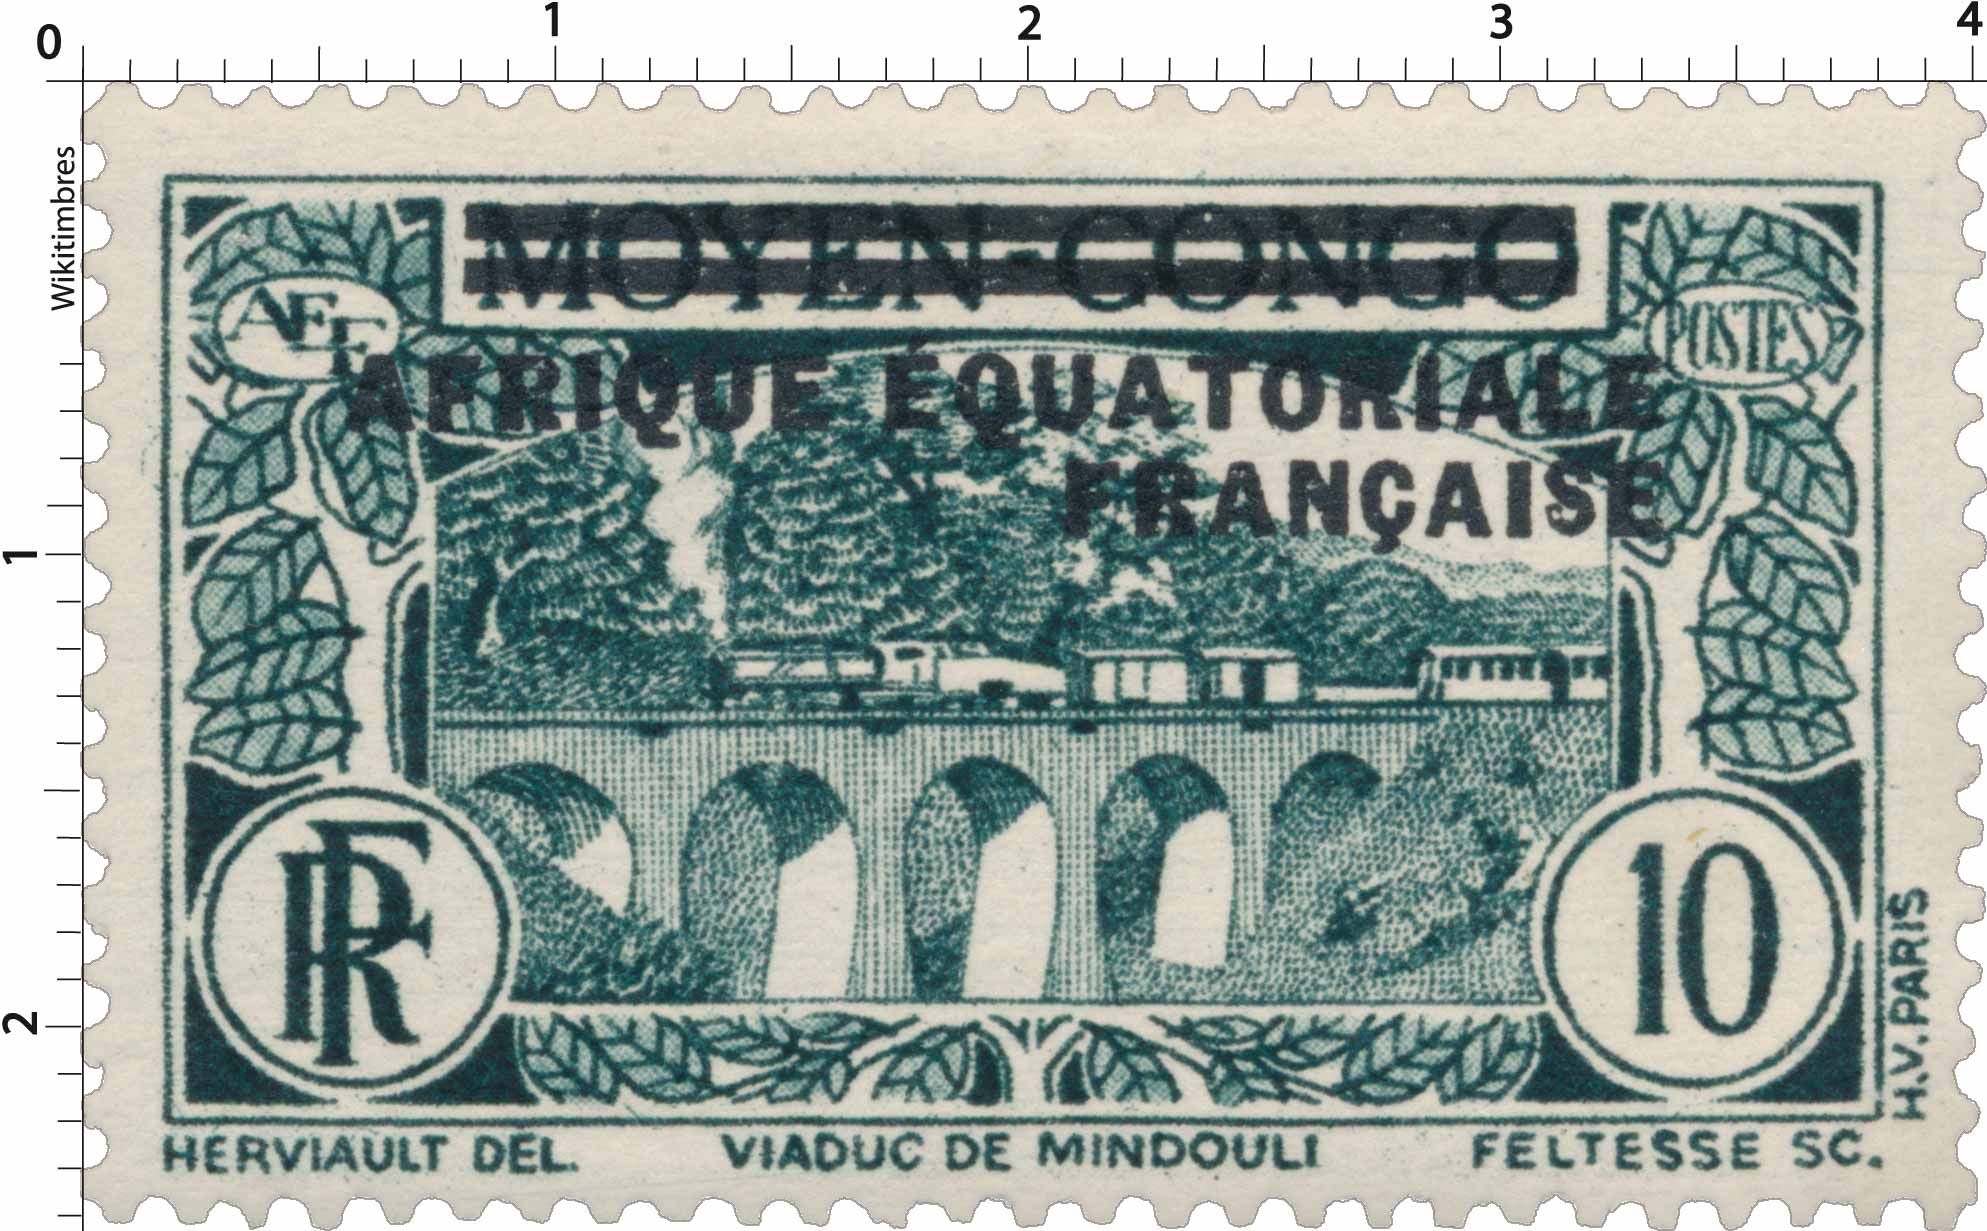 0 1 2 3 4
Wikitimbres
1
2
MOYEN-CONGO
AEF
POSTES
AFRIQUE ÉQUATORIALE
FRANÇAISE
RF
10
H.V.PARIS
HERVIAULT DEL. VIADUC DE MINDOULI FELTESSE SC.